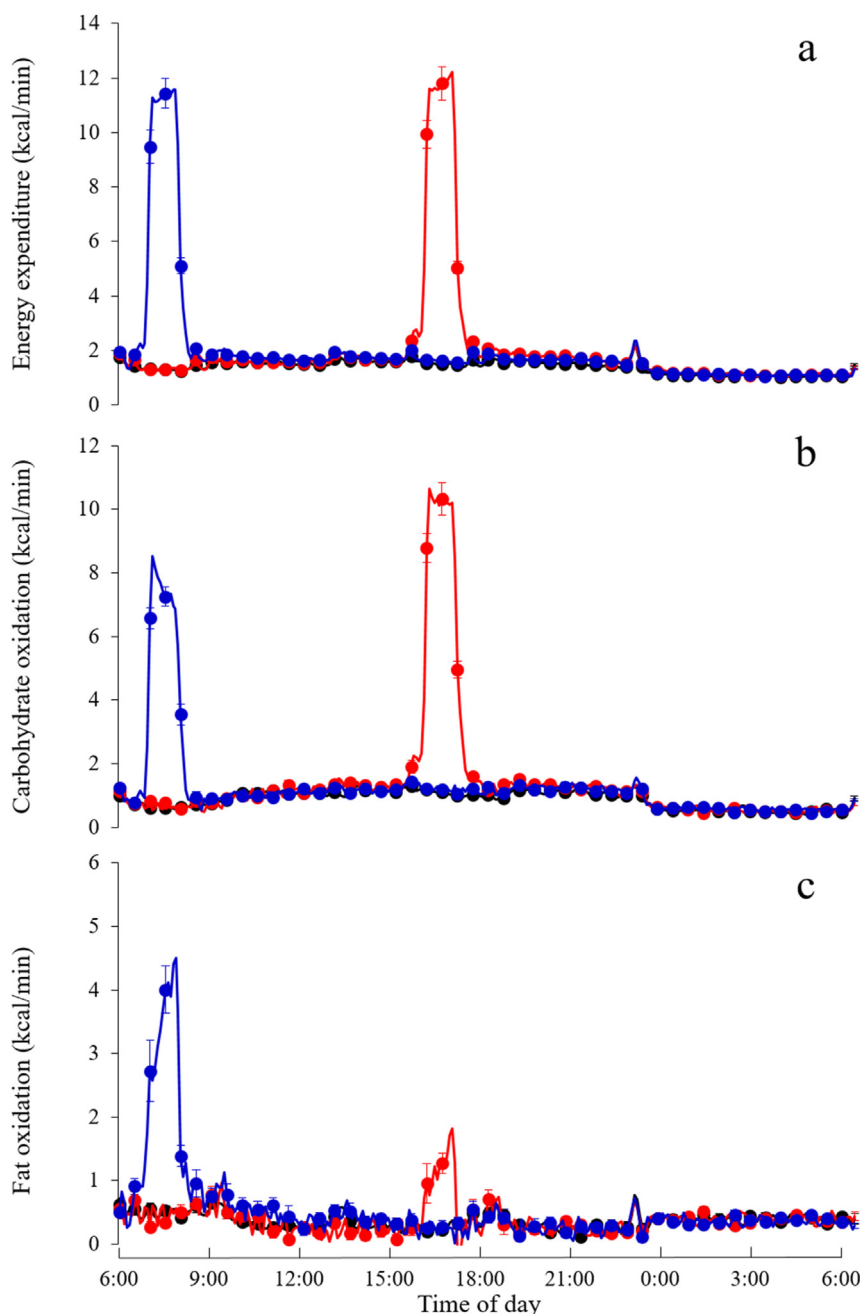 a
Energy expenditure (kcal/min)
14
12
10
8
6
4
2
0
b
Carbohydrate oxidation (kcal/min)
12
10
8
6
4
2
0
c
Fat oxidation (kcal/min)
6
5
4
3
2
1
0
6:00 9:00 12:00 15:00 18:00 21:00 0:00 3:00 6:00
Time of day